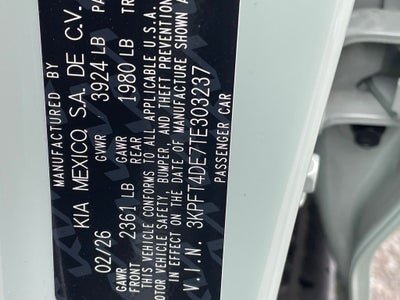 MANUFACTURED BY
KIA MEXICO, S.A. DE C.V.
02/26 GVWR 3924 LB
GAWR FRONT 2361 LB GAWR REAR 1980 LB
THIS VEHICLE CONFORMS TO ALL APPLICABLE U.S.A.
MOTOR VEHICLE SAFETY, BUMPER, AND THEFT PREVENTION
IN EFFECT ON THE DATE OF MANUFACTURE SHOWN A
V.I.N. 3KPFT4DE7TE303237
PASSENGER CAR